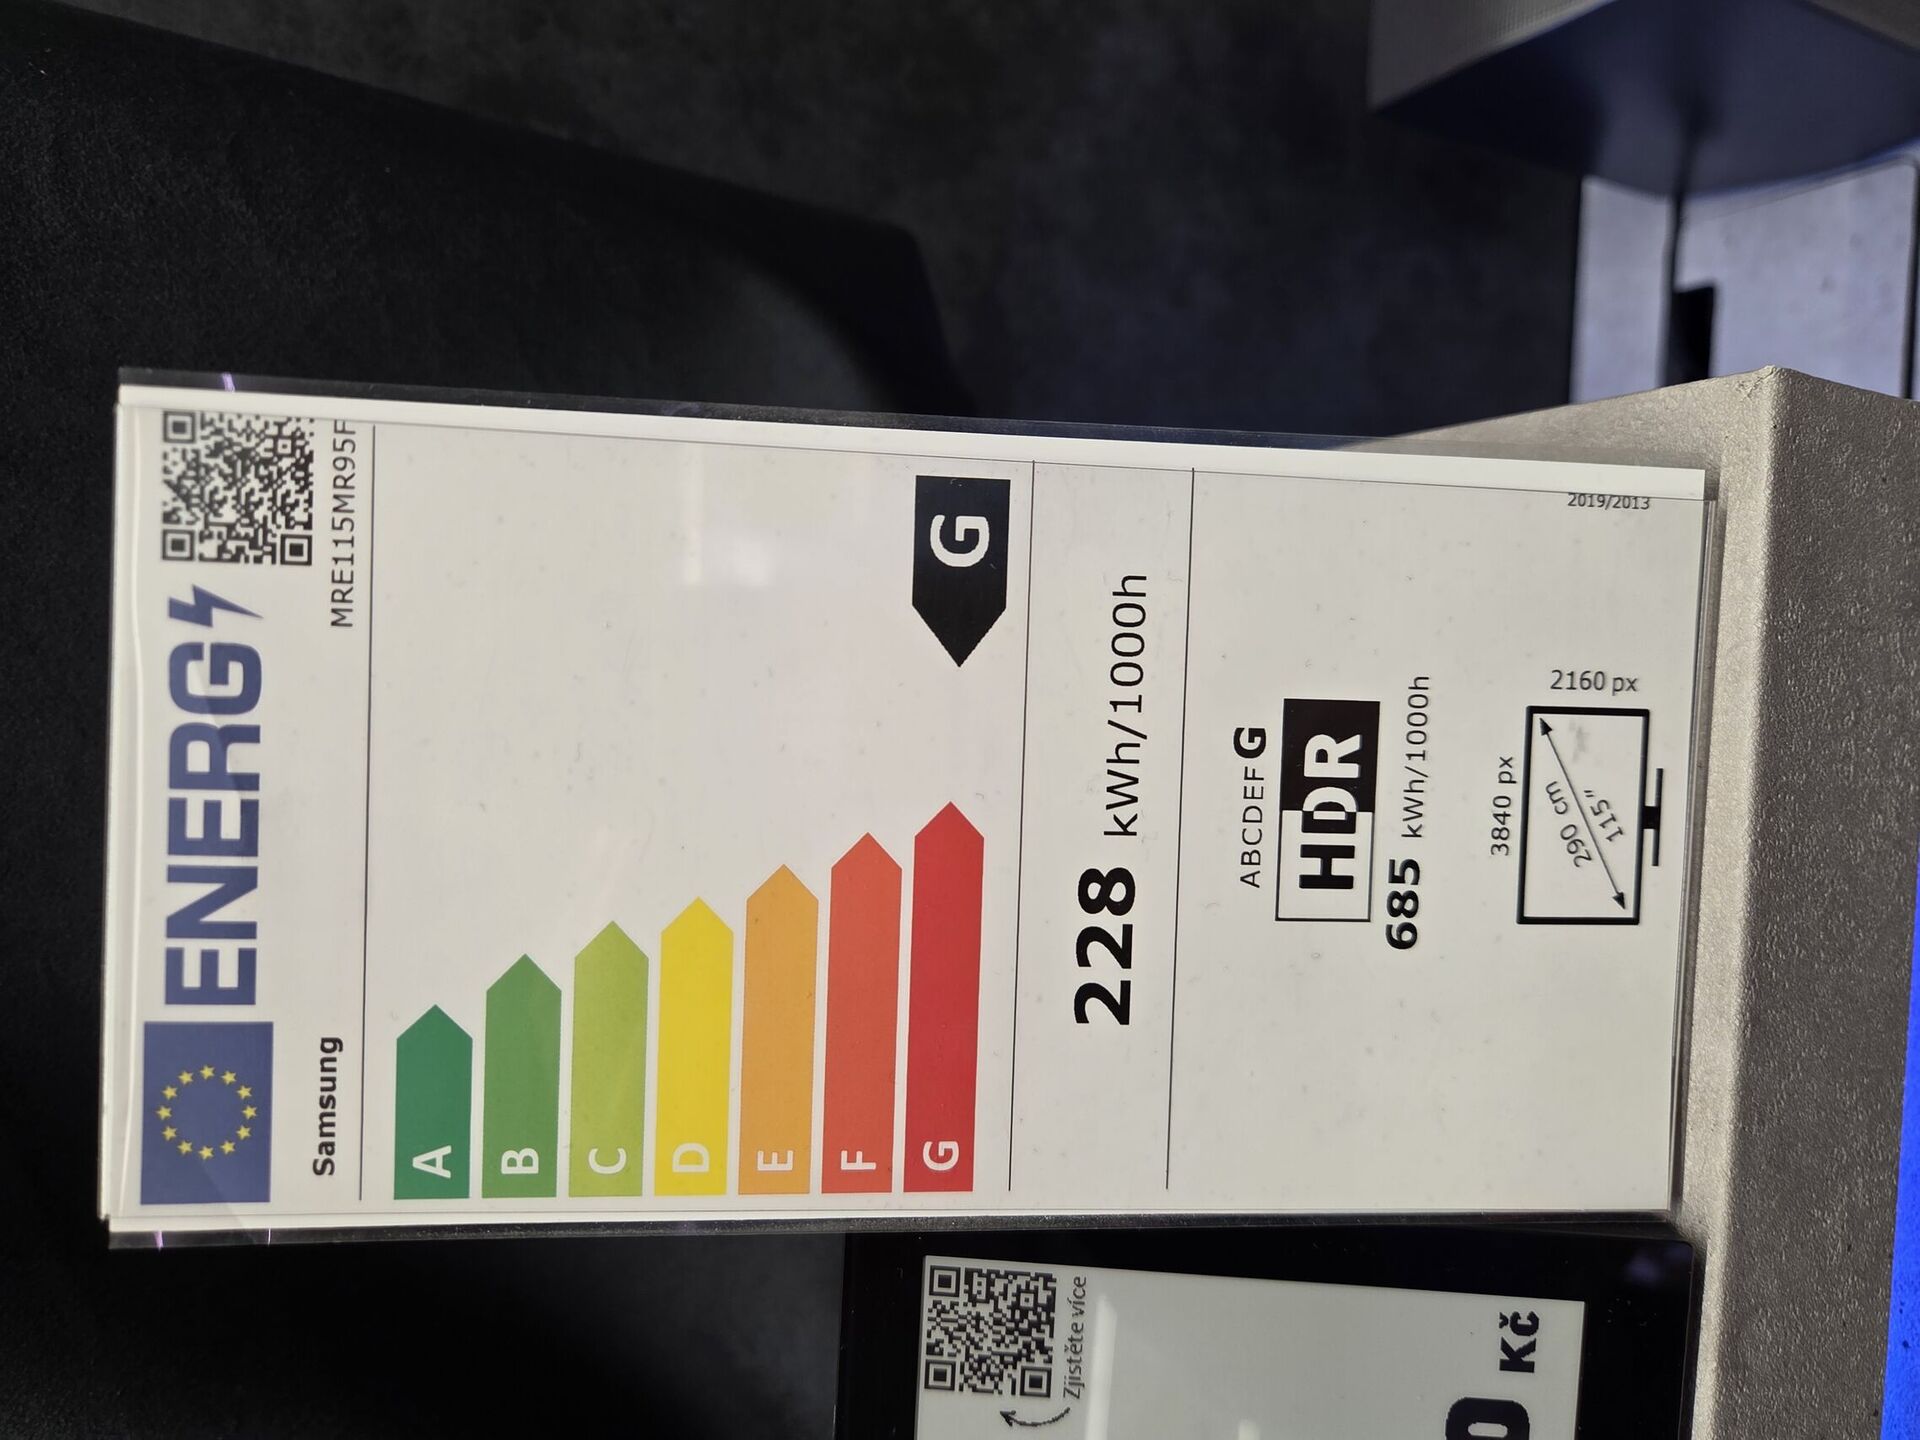 ENERG
Samsung
MRE115MR95F
A
B
C
D
E
F
G
G
228 kWh/1000h
ABCDEFG
HDR
685 kWh/1000h
3840 px
2160 px
290 cm
115"
2019/2013
Zjistěte více
0 Kč